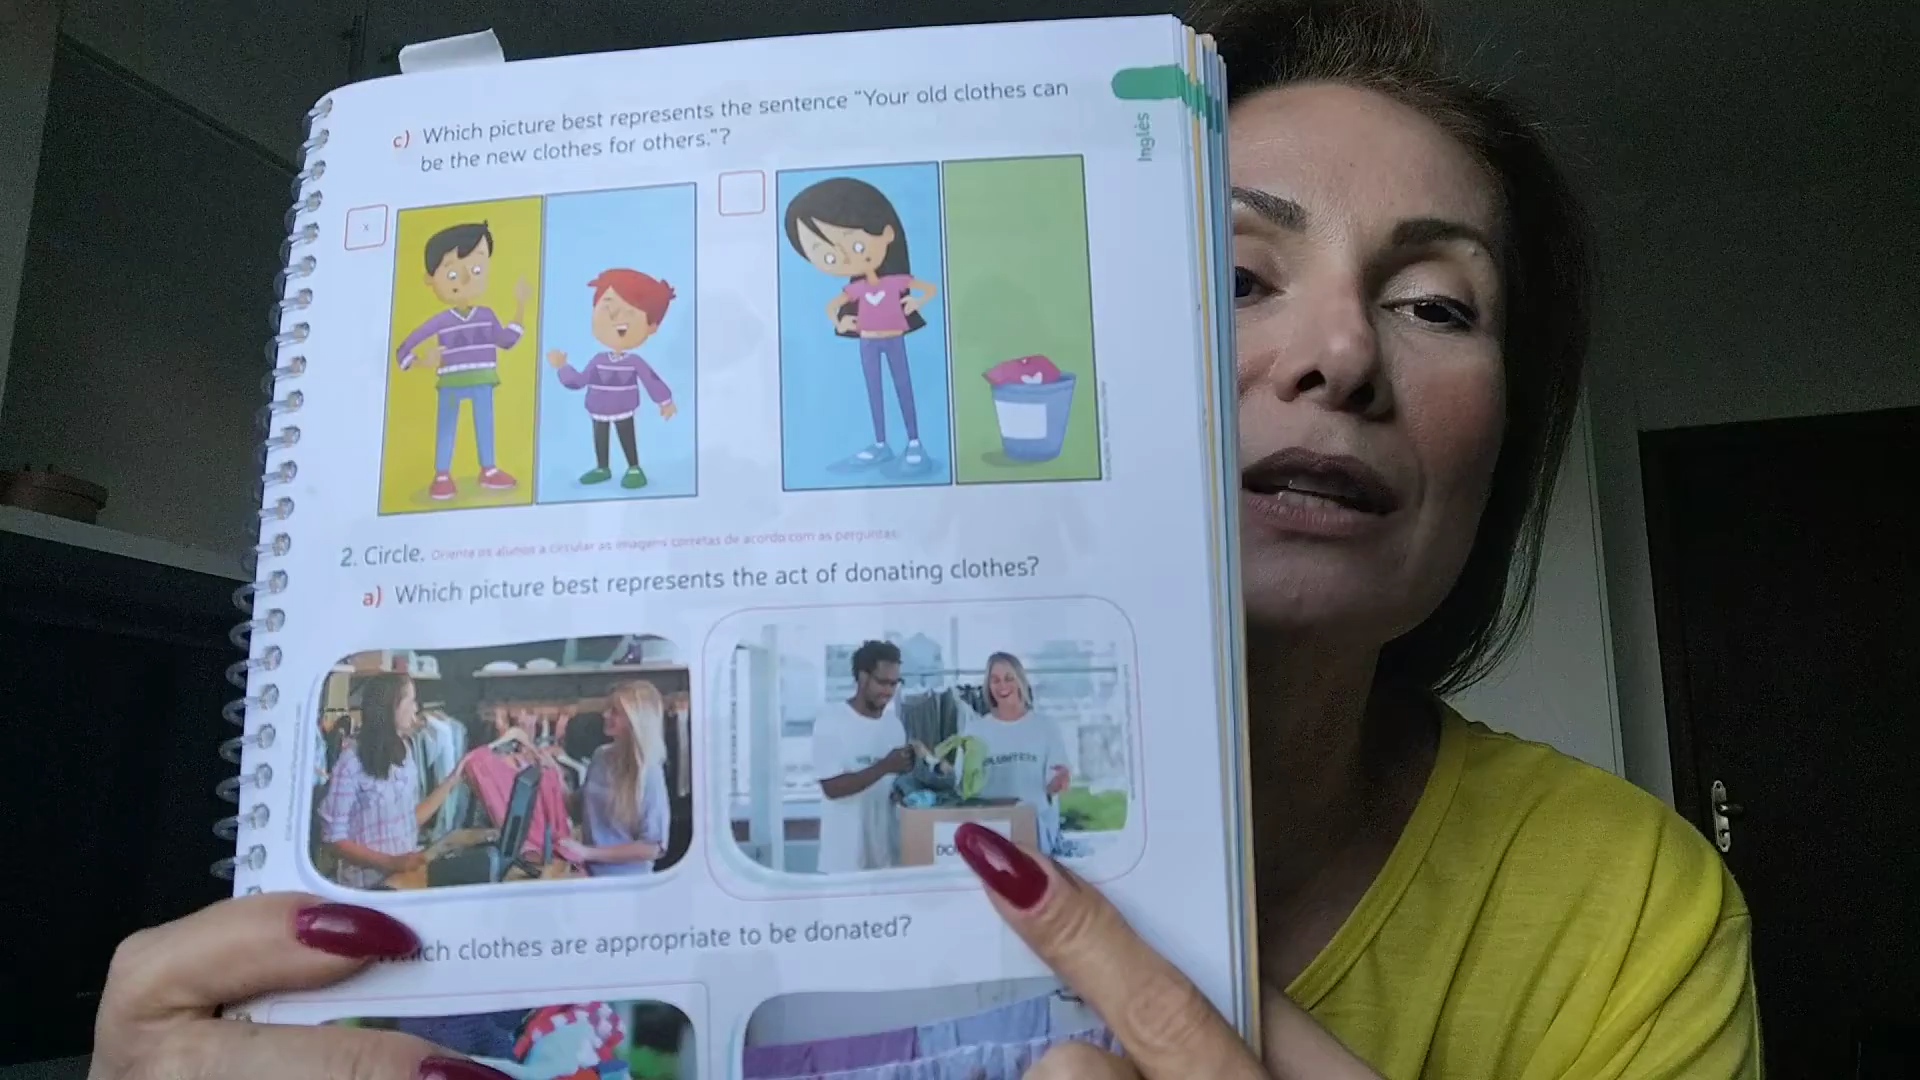 Inglês
c) Which picture best represents the sentence "Your old clothes can
be the new clothes for others."?
x
2. Circle. Oriente os alunos a circular as imagens corretas de acordo com as perguntas.
a) Which picture best represents the act of donating clothes?
VOLUNTEER
clothes are appropriate to be donated?